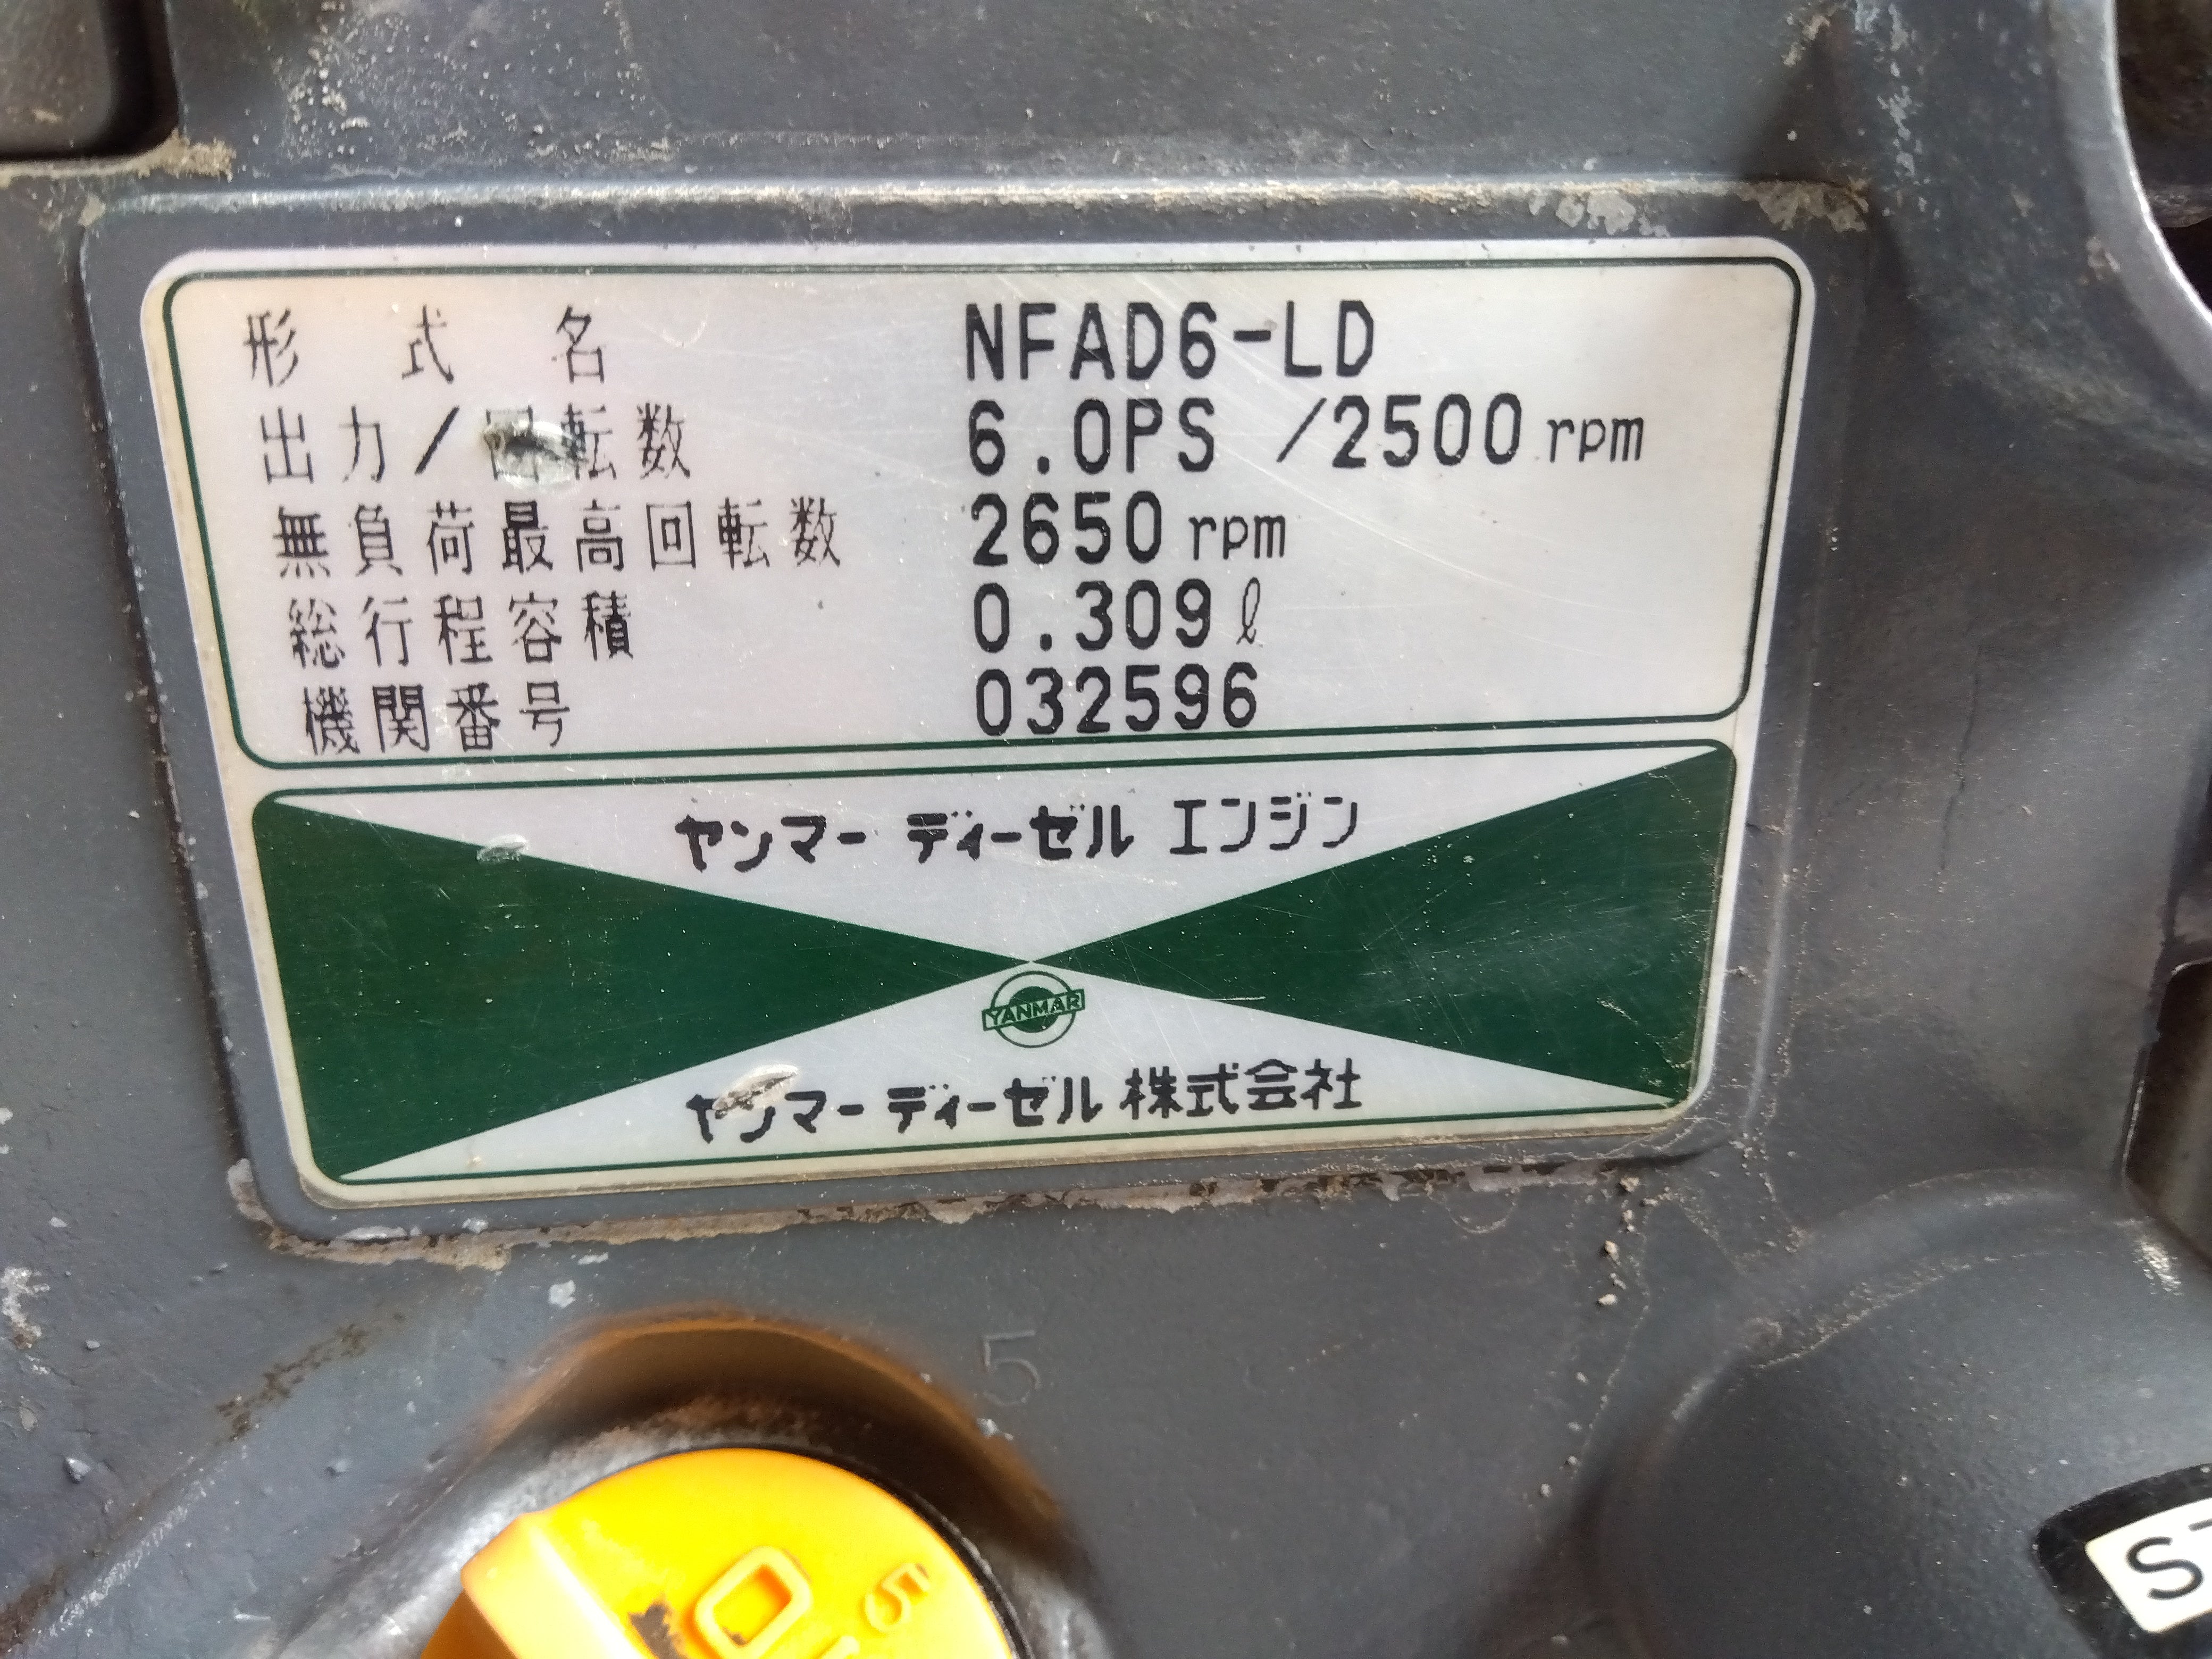 形式名 NFAD6-LD
出力/回転数 6.0PS /2500rpm
無負荷最高回転数 2650rpm
総行程容積 0.309ℓ
機関番号 032596
ヤンマー ディーゼル エンジン
YANMAR
ヤンマー ディーゼル 株式会社
5